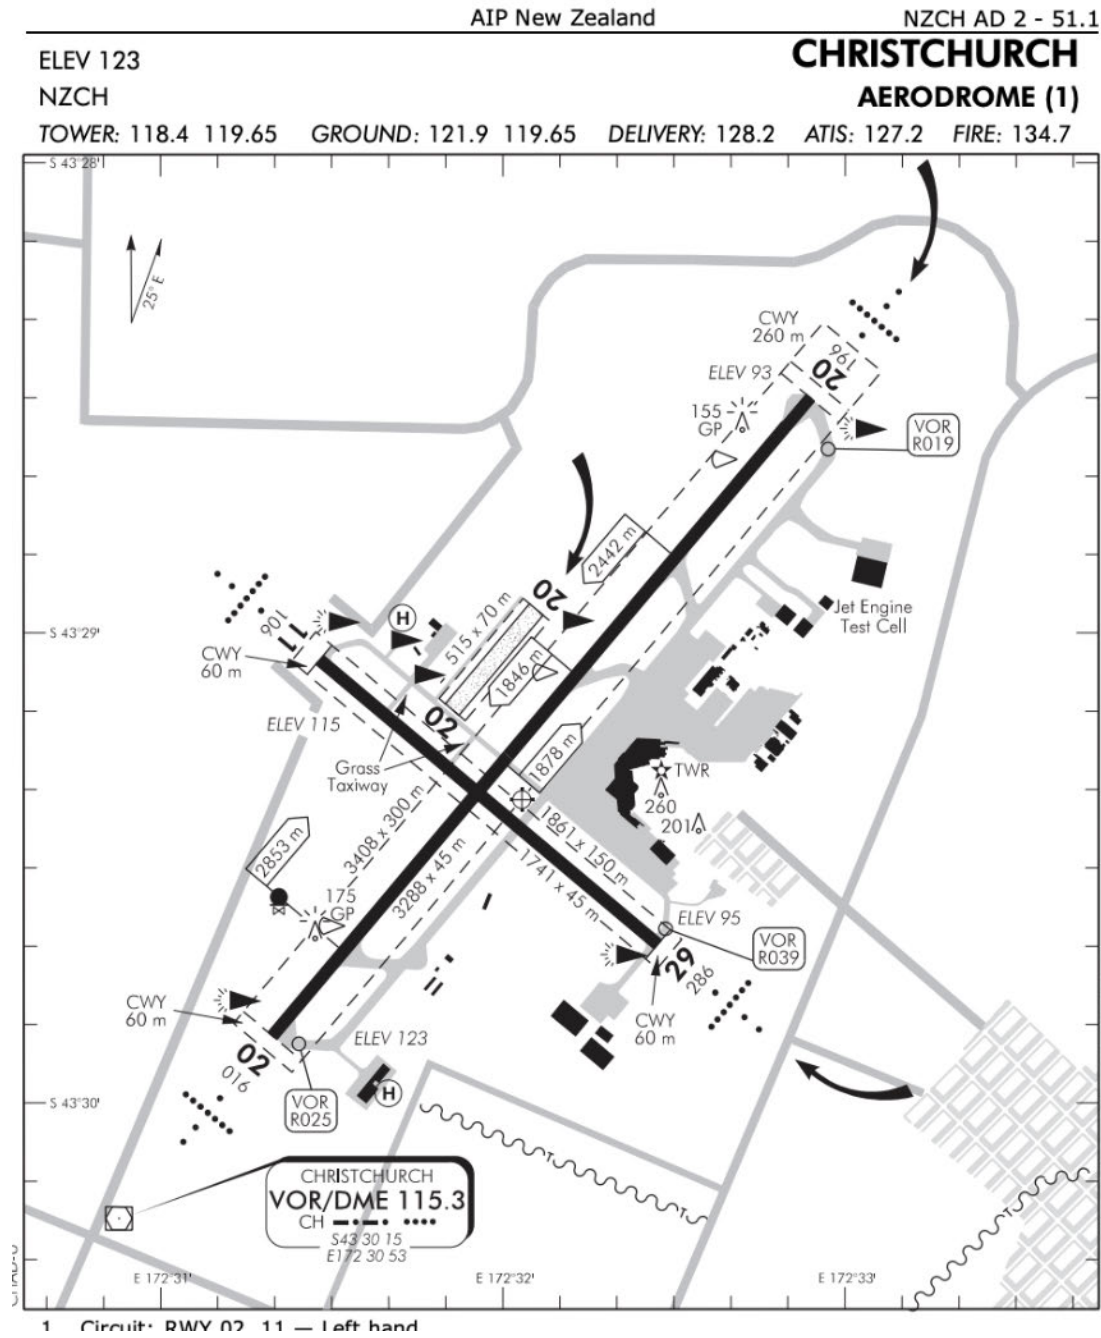 AIP New Zealand
NZCH AD 2 - 51.1
ELEV 123
CHRISTCHURCH
NZCH
AERODROME (1)
TOWER: 118.4 119.65 GROUND: 121.9 119.65 DELIVERY: 128.2 ATIS: 127.2 FIRE: 134.7
S 43°28'
25° E
CWY
260 m
196
20
ELEV 93
155
GP
VOR
R019
2442 m
20
Jet Engine
Test Cell
H
515 x 70 m
106
CWY
60 m
1846 m
S 43°29'
02
ELEV 115
Grass
Taxiway
1878 m
TWR
260
201
3408 x 300 m
1861 x 150 m
2853 m
3288 x 45 m
1741 x 45 m
175
GP
ELEV 95
VOR
R039
29
286
CWY
60 m
CWY
60 m
ELEV 123
02
016
H
VOR
R025
S 43°30'
T
T
T
CHRISTCHURCH
VOR/DME 115.3
CH
S43 30 15
E172 30 53
E 172°31'
E 172°32'
E 172°33'
1. Circuit: RWY 02, 11 — Left hand